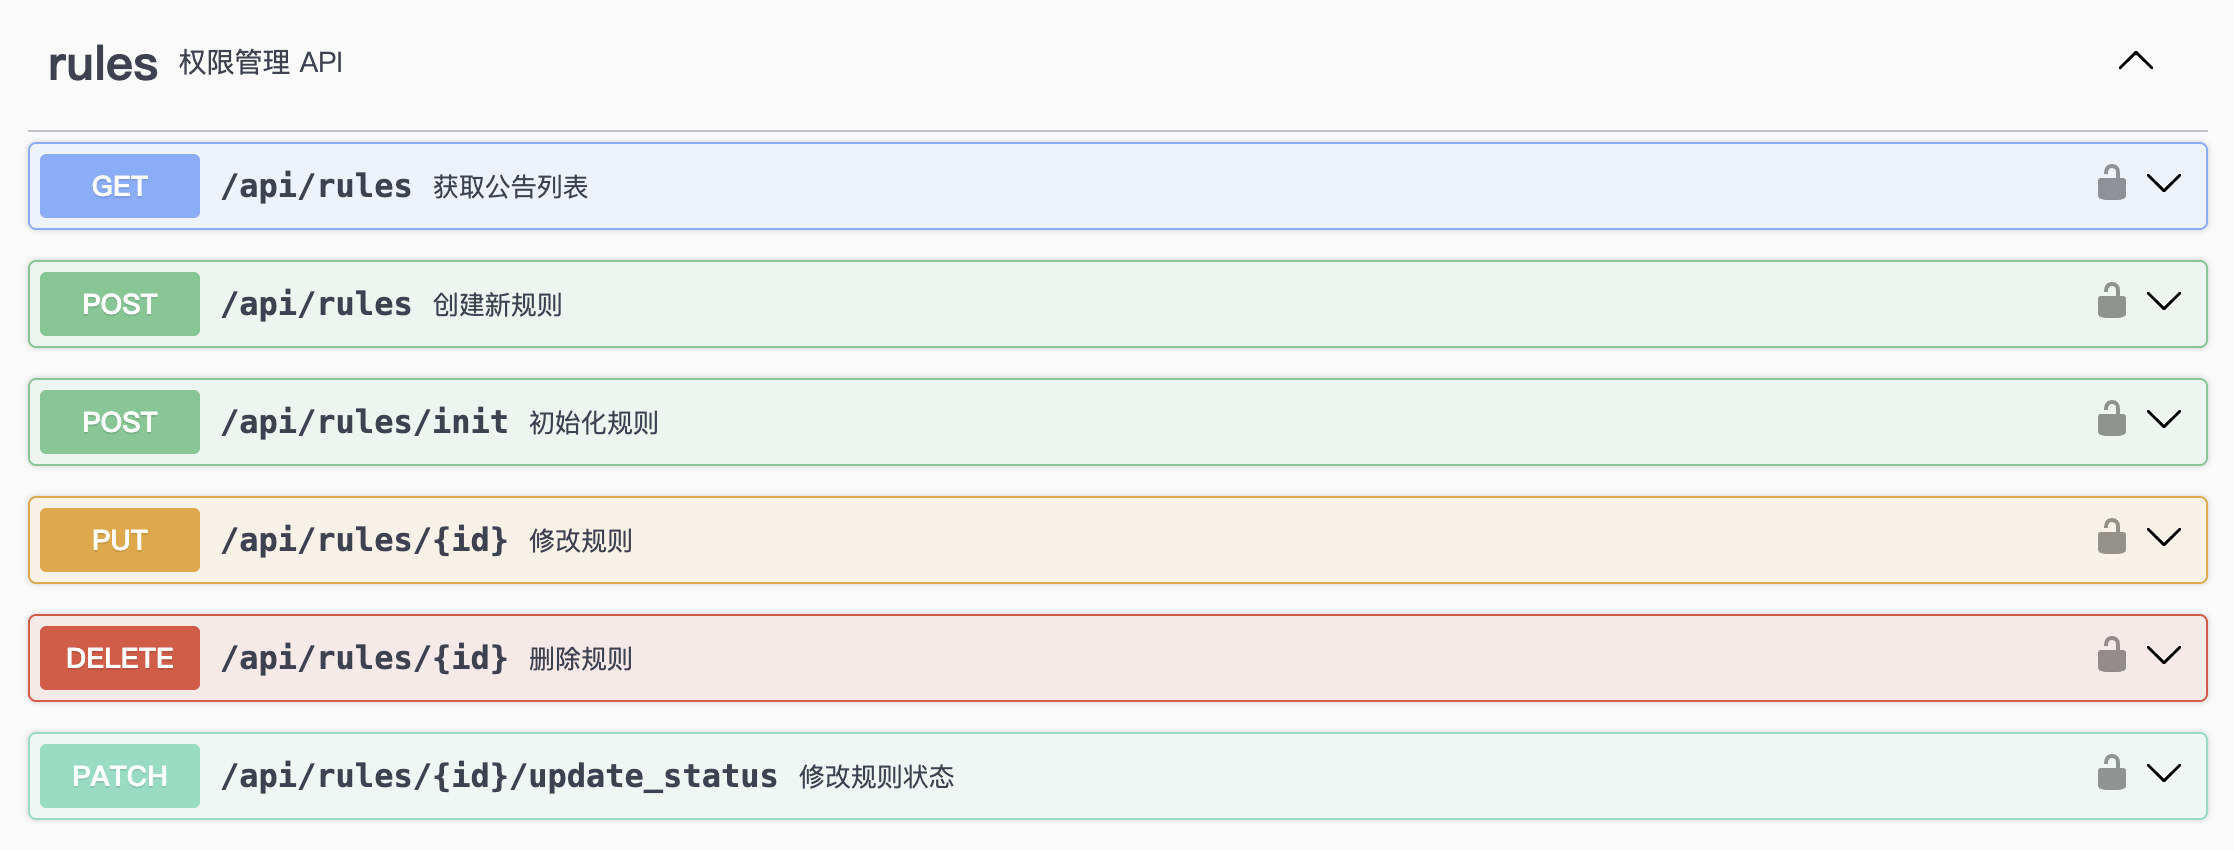 rules 权限管理 API
GET /api/rules 获取公告列表
POST /api/rules 创建新规则
POST /api/rules/init 初始化规则
PUT /api/rules/{id} 修改规则
DELETE /api/rules/{id} 删除规则
PATCH /api/rules/{id}/update_status 修改规则状态